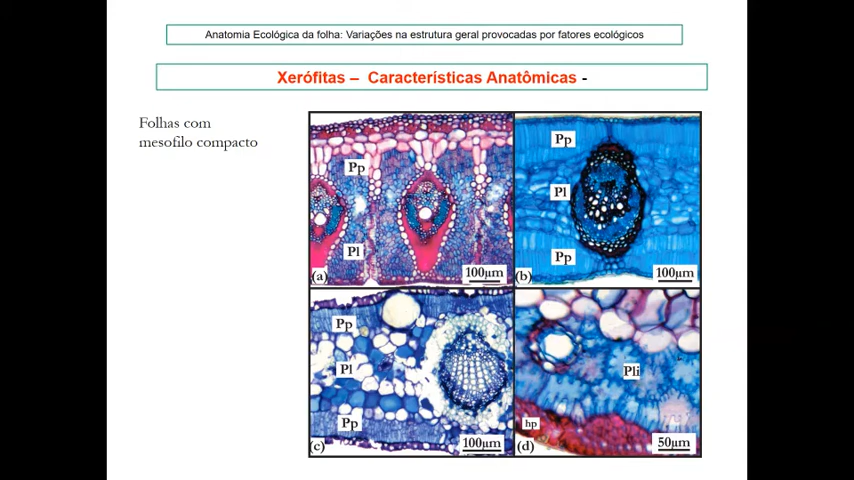 Anatomia Ecológica da folha: Variações na estrutura geral provocadas por fatores ecológicos
Xerófitas – Características Anatômicas -
Folhas com
mesofilo compacto
Pp
Pl
(a)
100µm
Pp
Pl
Pp
(b)
100µm
Pp
Pl
Pp
(c)
100µm
Pli
hp
(d)
50µm